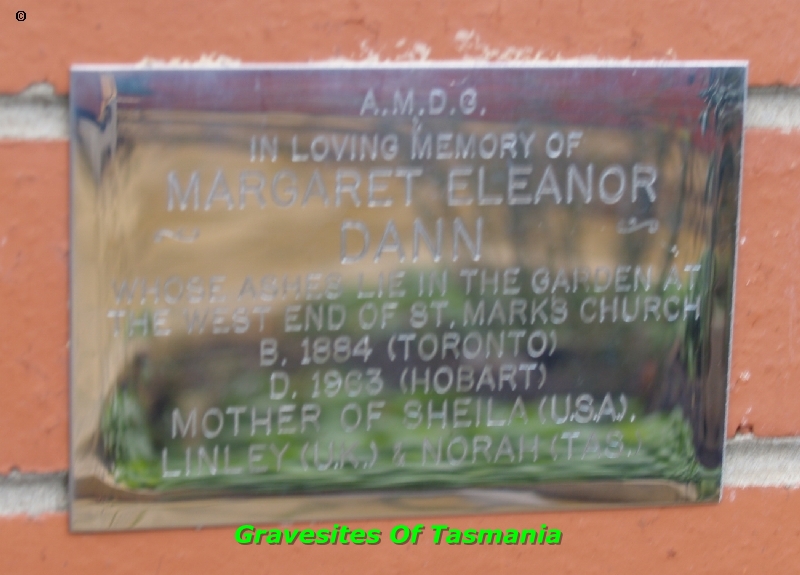 ©
A.M.D.G.
IN LOVING MEMORY OF
MARGARET ELEANOR
DANN
WHOSE ASHES LIE IN THE GARDEN AT
THE WEST END OF ST. MARKS CHURCH
B. 1884 (TORONTO)
D. 1963 (HOBART)
MOTHER OF SHEILA (U.S.A).
LINLEY (U.K.) & NORAH (TAS.)
Gravesites Of Tasmania